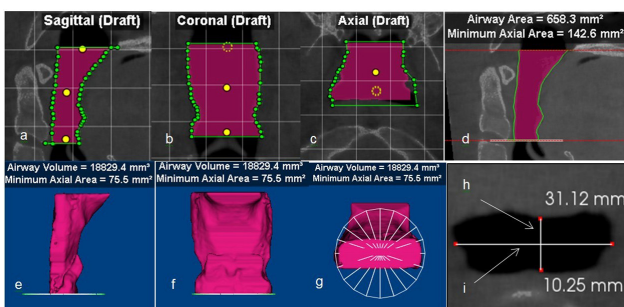 Sagittal (Draft)
Coronal (Draft)
Axial (Draft)
Airway Area = 658.3 mm²
Minimum Axial Area = 142.6 mm²
a
b
c
d
Airway Volume = 18829.4 mm³
Minimum Axial Area = 75.5 mm²
Airway Volume = 18829.4 mm³
Minimum Axial Area = 75.5 mm²
Airway Volume = 18829.4 mm³
Minimum Axial Area = 75.5 mm²
h
31.12 mm
e
f
g
i
10.25 mm